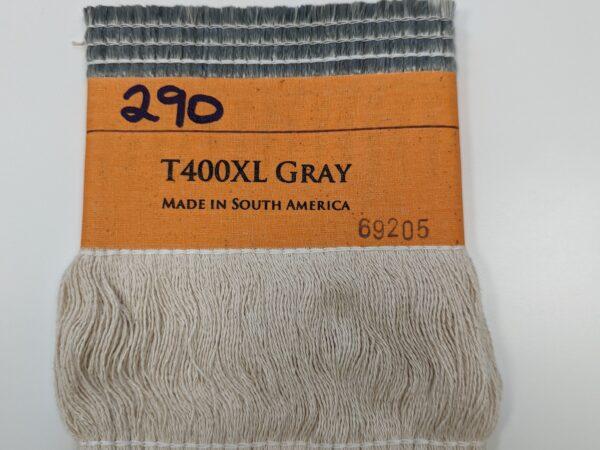 290
T400XL GRAY
MADE IN SOUTH AMERICA
69205